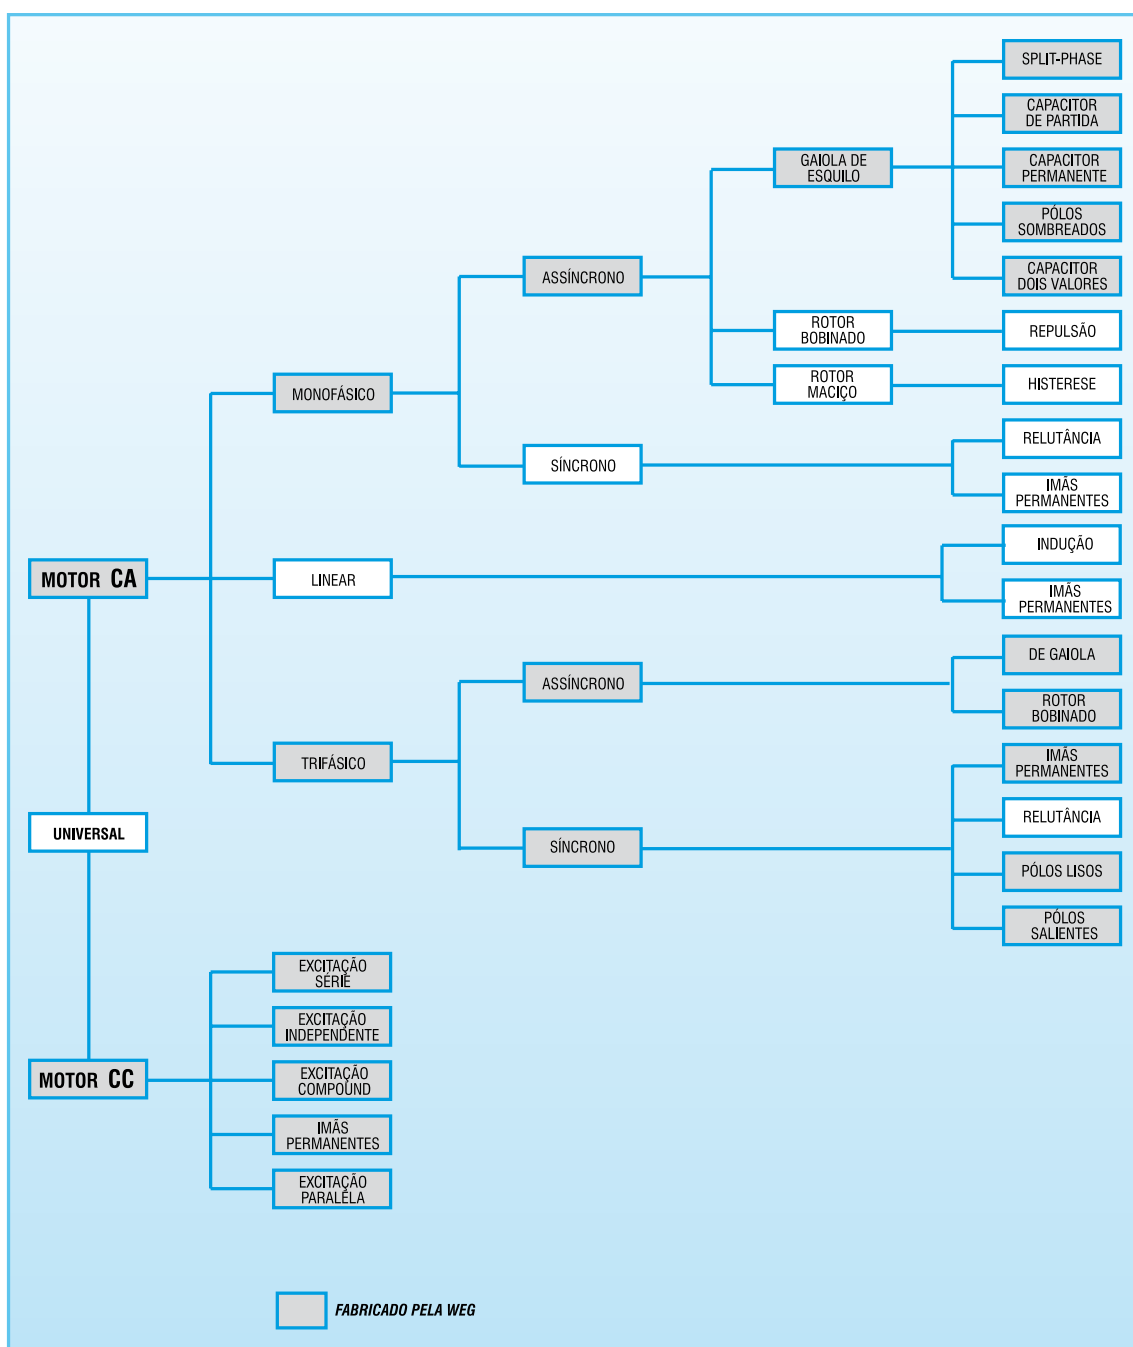 SPLIT-PHASE
CAPACITOR
DE PARTIDA
GAIOLA DE
ESQUILO
CAPACITOR
PERMANENTE
PÓLOS
SOMBREADOS
ASSÍNCRONO
CAPACITOR
DOIS VALORES
ROTOR
BOBINADO
REPULSÃO
MONOFÁSICO
ROTOR
MACIÇO
HISTERESE
RELUTÂNCIA
SÍNCRONO
IMÃS
PERMANENTES
INDUÇÃO
MOTOR CA
LINEAR
IMÃS
PERMANENTES
DE GAIOLA
ASSÍNCRONO
ROTOR
BOBINADO
TRIFÁSICO
IMÃS
PERMANENTES
RELUTÂNCIA
UNIVERSAL
SÍNCRONO
PÓLOS LISOS
PÓLOS
SALIENTES
EXCITAÇÃO
SÉRIE
EXCITAÇÃO
INDEPENDENTE
MOTOR CC
EXCITAÇÃO
COMPOUND
IMÃS
PERMANENTES
EXCITAÇÃO
PARALELA
FABRICADO PELA WEG